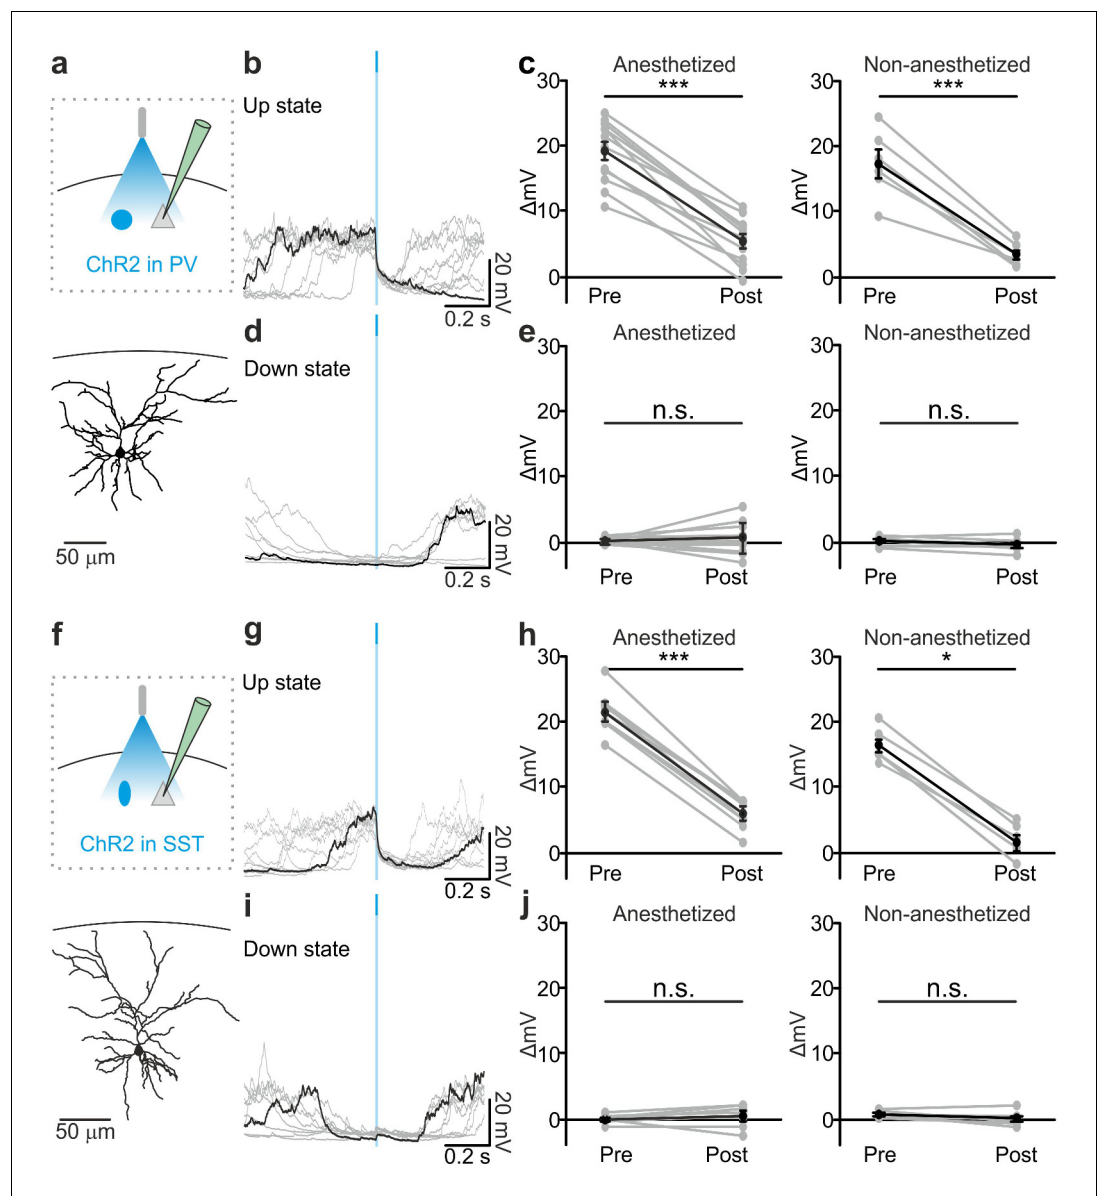 a
ChR2 in PV
50 μm
b
Up state
20 mV
0.2 s
c
Anesthetized
***
ΔmV
30
20
10
0
Pre
Post
Non-anesthetized
***
ΔmV
30
20
10
0
Pre
Post
d
Down state
20 mV
0.2 s
e
Anesthetized
n.s.
ΔmV
30
20
10
0
Pre
Post
Non-anesthetized
n.s.
ΔmV
30
20
10
0
Pre
Post
f
ChR2 in SST
50 μm
g
Up state
20 mV
0.2 s
h
Anesthetized
***
ΔmV
30
20
10
0
Pre
Post
Non-anesthetized
*
ΔmV
30
20
10
0
Pre
Post
i
Down state
20 mV
0.2 s
j
Anesthetized
n.s.
ΔmV
30
20
10
0
Pre
Post
Non-anesthetized
n.s.
ΔmV
30
20
10
0
Pre
Post